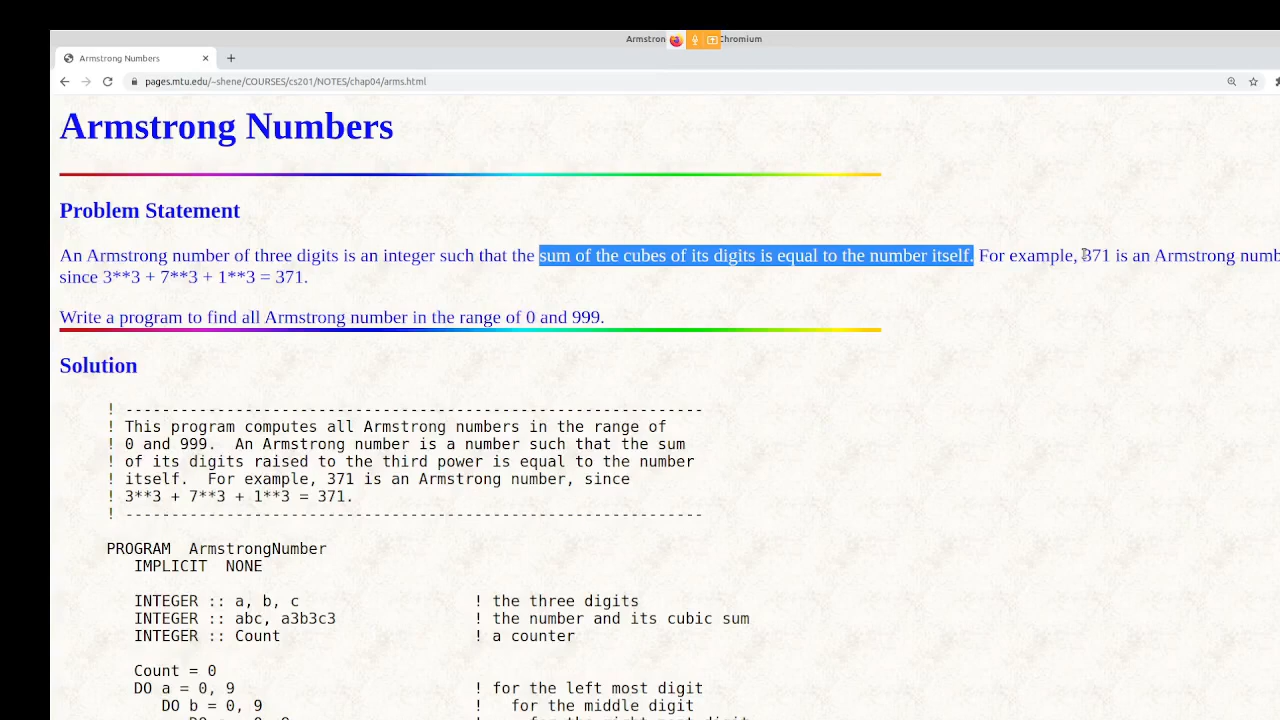 Armstron Chromium
Armstrong Numbers
pages.mtu.edu/~shene/COURSES/cs201/NOTES/chap04/arms.html
Armstrong Numbers
Problem Statement
An Armstrong number of three digits is an integer such that the sum of the cubes of its digits is equal to the number itself. For example, 371 is an Armstrong numb
since 3**3 + 7**3 + 1**3 = 371.
Write a program to find all Armstrong number in the range of 0 and 999.
Solution
! ---------------------------------------------------------------
! This program computes all Armstrong numbers in the range of
! 0 and 999.  An Armstrong number is a number such that the sum
! of its digits raised to the third power is equal to the number
! itself.  For example, 371 is an Armstrong number, since
! 3**3 + 7**3 + 1**3 = 371.
! ---------------------------------------------------------------
PROGRAM  ArmstrongNumber
IMPLICIT  NONE
INTEGER :: a, b, c ! the three digits
INTEGER :: abc, a3b3c3 ! the number and its cubic sum
INTEGER :: Count ! a counter
Count = 0
DO a = 0, 9 ! for the left most digit
DO b = 0, 9 !   for the middle digit